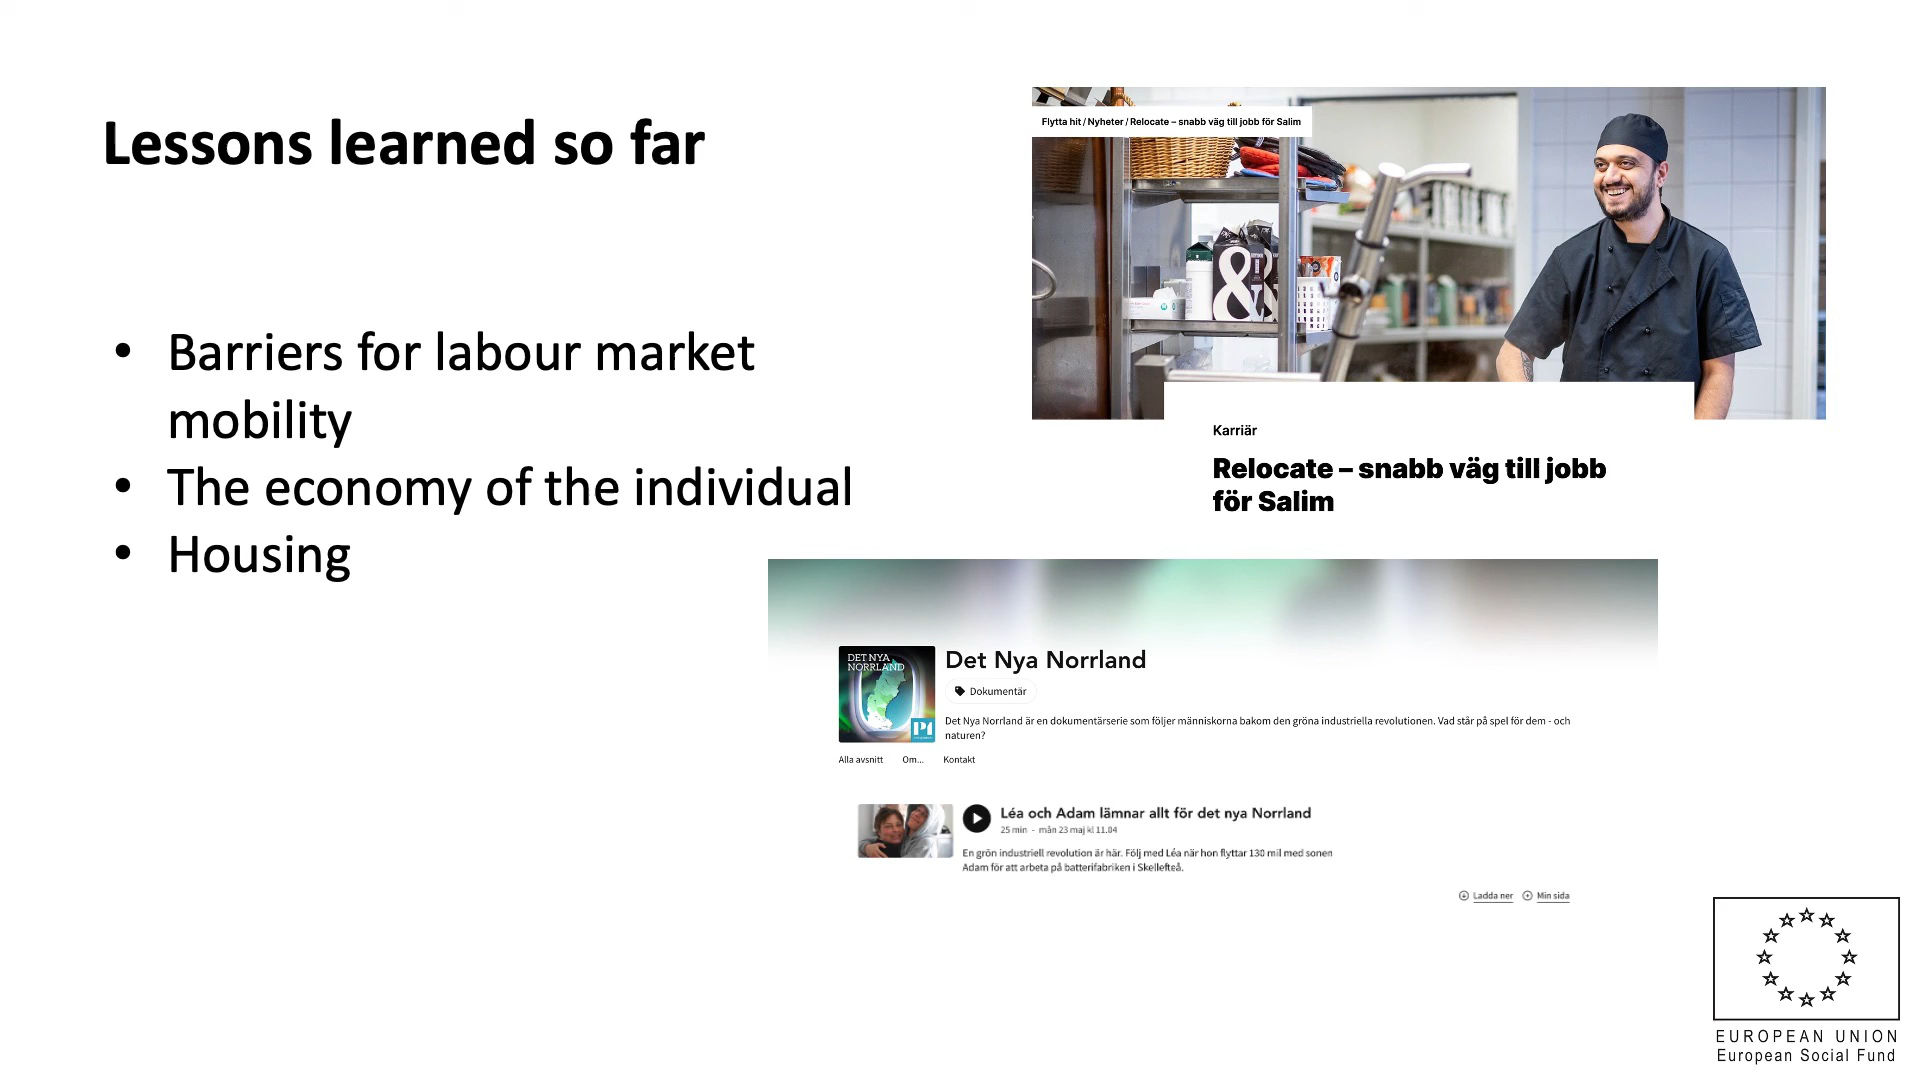 Lessons learned so far
• Barriers for labour market
mobility
• The economy of the individual
• Housing
Flytta hit / Nyheter / Relocate – snabb väg till jobb för Salim
&
Karriär
Relocate – snabb väg till jobb
för Salim
DET NYA
NORRLAND
P1
Det Nya Norrland
Dokumentär
Det Nya Norrland är en dokumentärserie som följer människorna bakom den gröna industriella revolutionen. Vad står på spel för dem - och
naturen?
Alla avsnitt Om... Kontakt
Léa och Adam lämnar allt för det nya Norrland
25 min - mån 23 maj kl 11.04
En grön industriell revolution är här. Följ med Léa när hon flyttar 130 mil med sonen
Adam för att arbeta på batterifabriken i Skellefteå.
Ladda ner Min sida
EUROPEAN UNION
European Social Fund